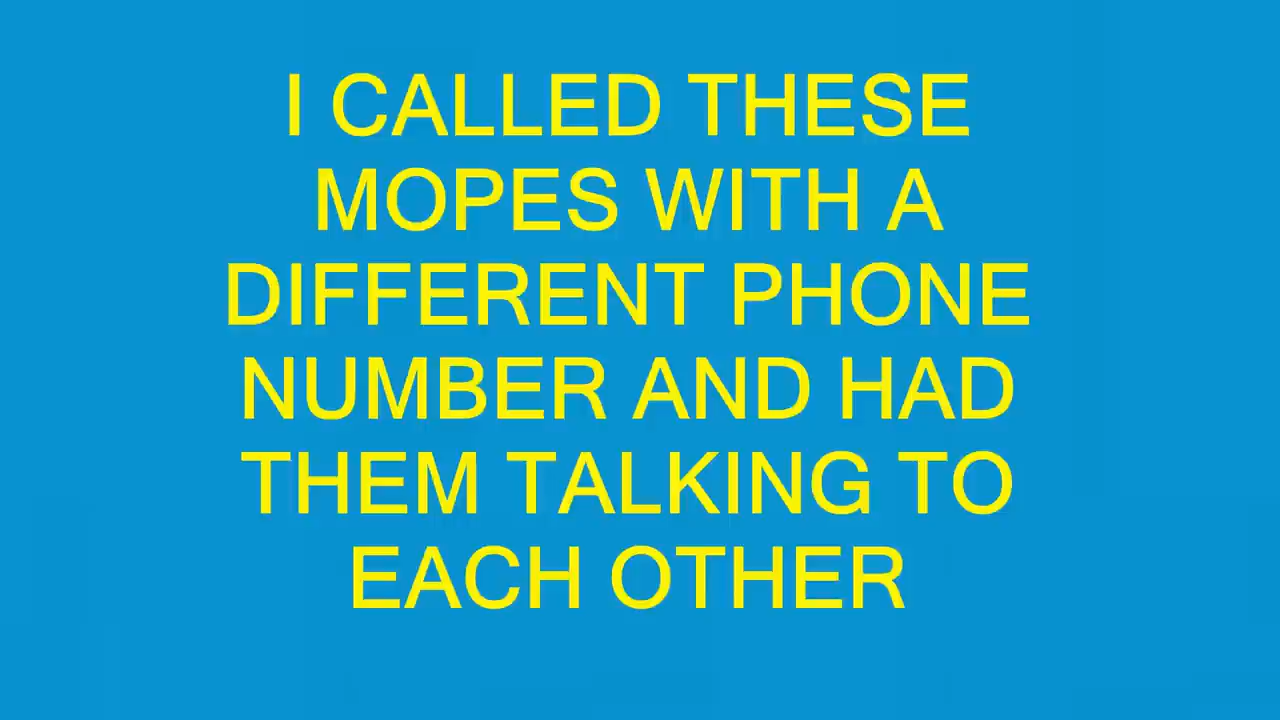 I CALLED THESE
MOPES WITH A
DIFFERENT PHONE
NUMBER AND HAD
THEM TALKING TO
EACH OTHER